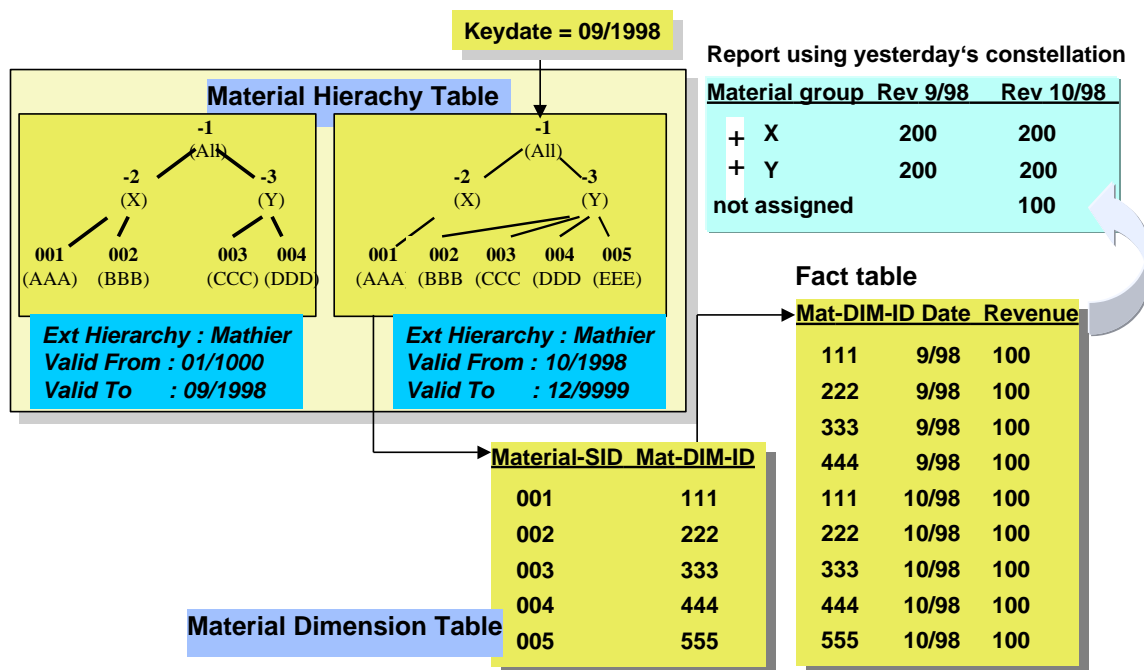 Keydate = 09/1998
Material Hierachy Table
-1
(All)
-2
-3
(X)
(Y)
001
002
003
004
(AAA)
(BBB)
(CCC)
(DDD)
Ext Hierarchy : Mathier
Valid From : 01/1000
Valid To : 09/1998
-1
(All)
-2
-3
(X)
(Y)
001
002
003
004
005
(AAA
(BBB
(CCC
(DDD
(EEE)
Ext Hierarchy : Mathier
Valid From : 10/1998
Valid To : 12/9999
Report using yesterday‘s constellation
Material group Rev 9/98 Rev 10/98
+ X 200 200
+ Y 200 200
not assigned 100
Material-SID Mat-DIM-ID
001 111
002 222
003 333
004 444
005 555
Material Dimension Table
Fact table
Mat-DIM-ID Date Revenue
111 9/98 100
222 9/98 100
333 9/98 100
444 9/98 100
111 10/98 100
222 10/98 100
333 10/98 100
444 10/98 100
555 10/98 100